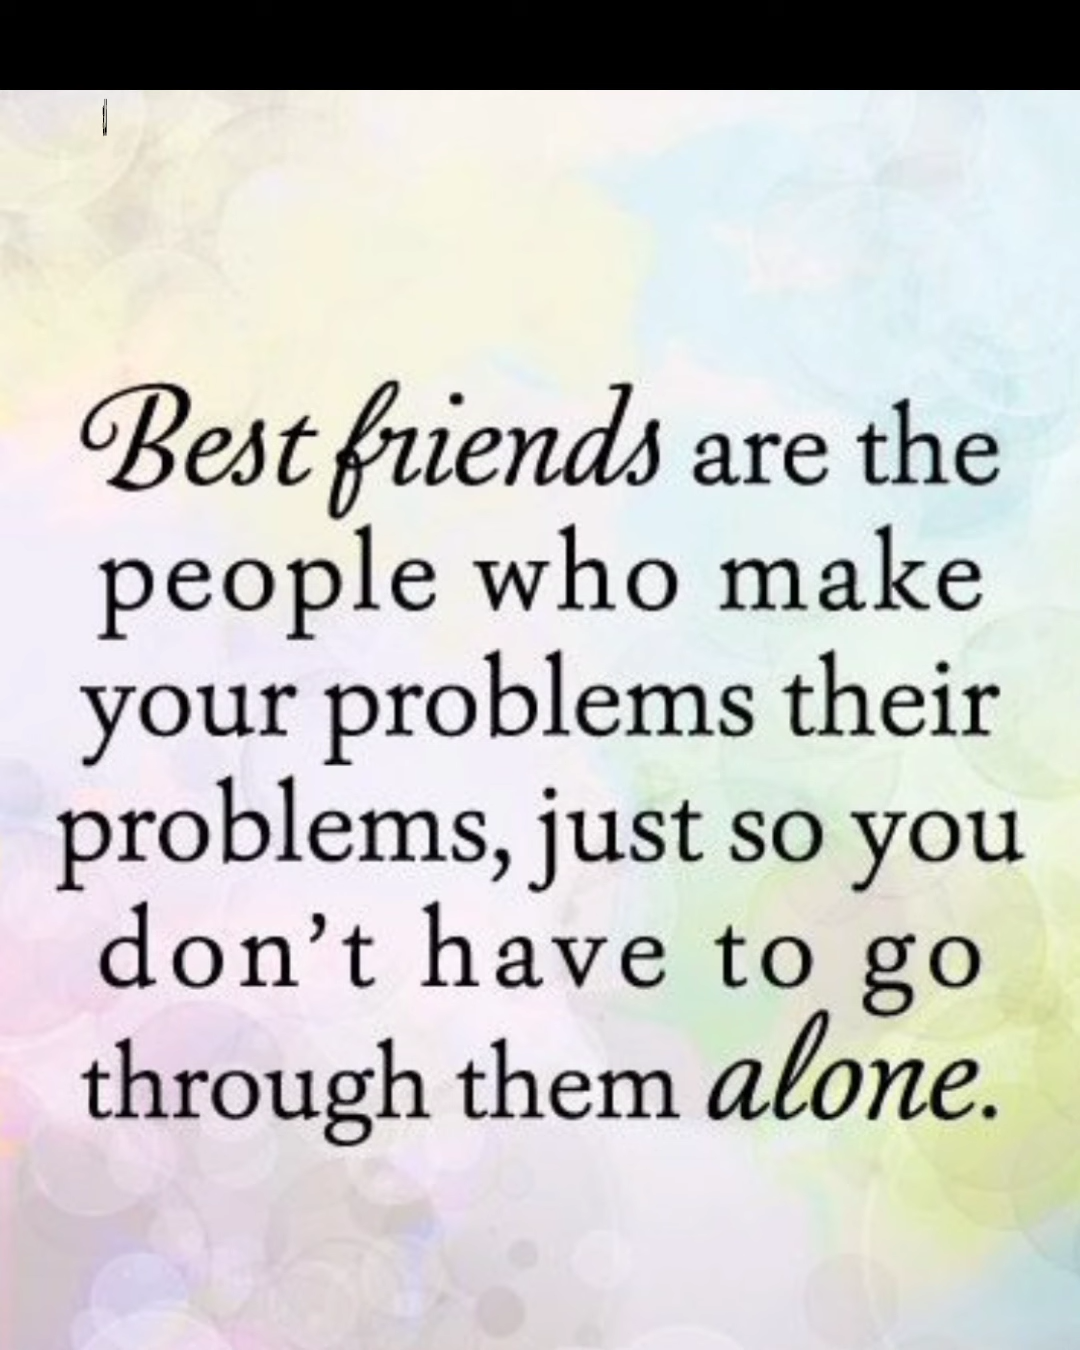 Best friends are the
people who make
your problems their
problems, just so you
don’t have to go
through them alone.